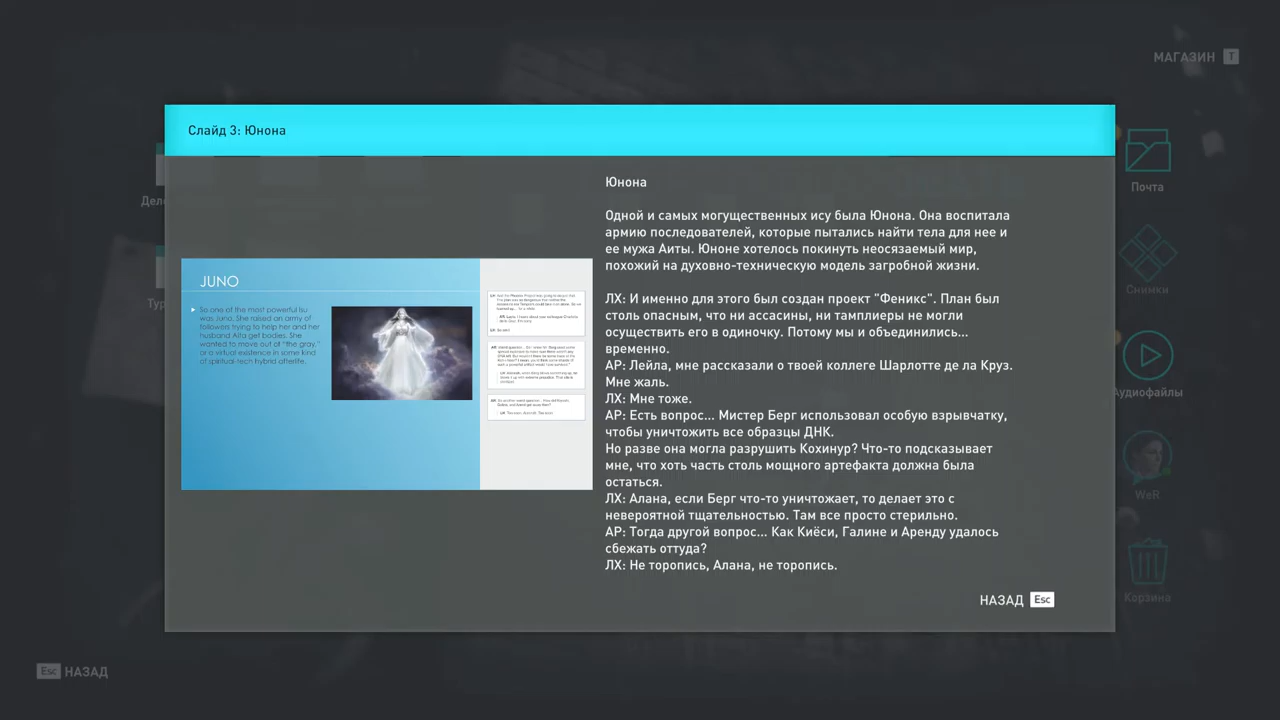 МАГАЗИН T
Слайд 3: Юнона
Юнона
Одной и самых могущественных ису была Юнона. Она воспитала
армию последователей, которые пытались найти тела для нее и
ее мужа Аиты. Юноне хотелось покинуть неосязаемый мир,
похожий на духовно-техническую модель загробной жизни.
ЛХ: И именно для этого был создан проект "Феникс". План был
столь опасным, что ни ассасины, ни тамплиеры не могли
осуществить его в одиночку. Потому мы и объединились...
временно.
АР: Лейла, мне рассказали о твоей коллеге Шарлотте де ла Круз.
Мне жаль.
ЛХ: Мне тоже.
АР: Есть вопрос... Мистер Берг использовал особую взрывчатку,
чтобы уничтожить все образцы ДНК.
Но разве она могла разрушить Кохинур? Что-то подсказывает
мне, что хоть часть столь мощного артефакта должна была
остаться.
ЛХ: Алана, если Берг что-то уничтожает, то делает это с
невероятной тщательностью. Там все просто стерильно.
АР: Тогда другой вопрос... Как Киёси, Галине и Аренду удалось
сбежать оттуда?
ЛХ: Не торопись, Алана, не торопись.
JUNO
So one of the most powerful Isu
was Juno. She raised an army of
followers trying to help her and her
husband Aita get bodies. She
wanted to move out of "the gray,"
or a virtual existence in some kind
of spiritual-tech hybrid afterlife.
НАЗАД Esc
Почта
Снимки
Аудиофайлы
WeR
Корзина
Esc НАЗАД